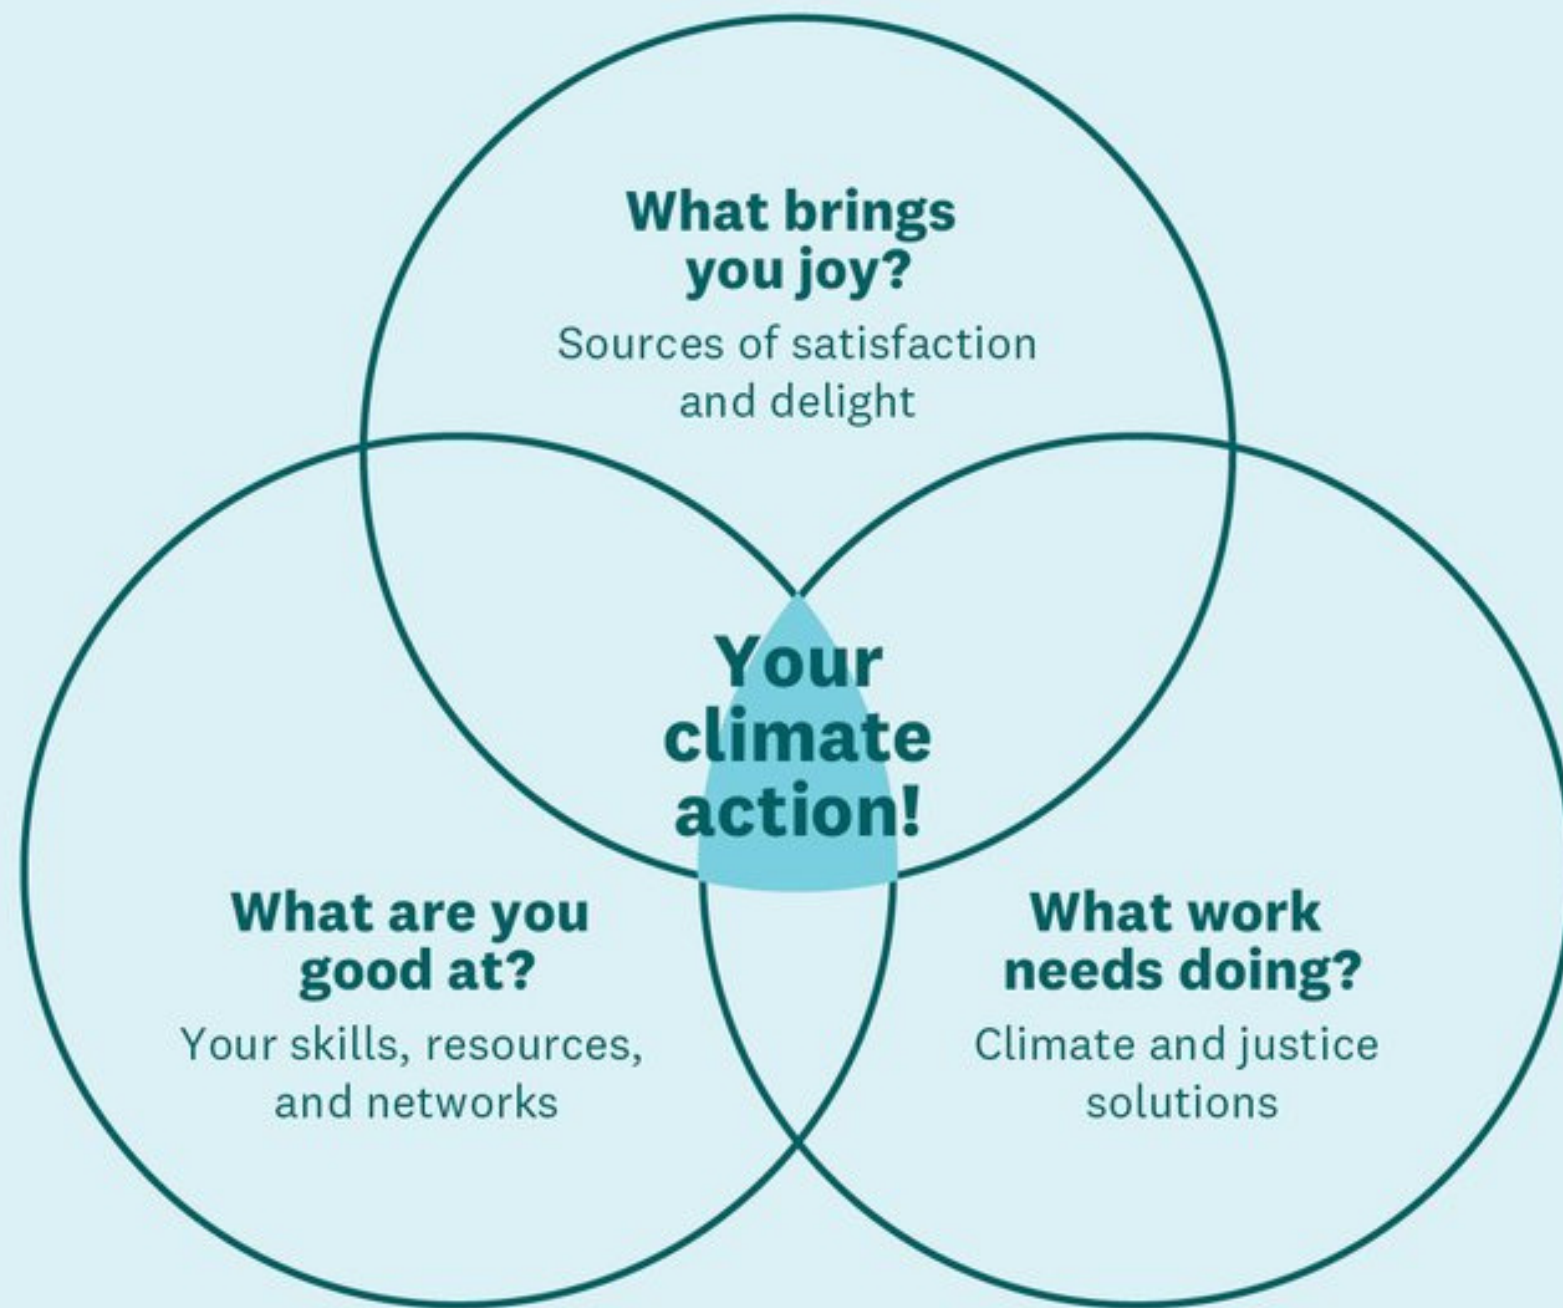 What brings
you joy?
Sources of satisfaction
and delight
Your
climate
action!
What are you
good at?
Your skills, resources,
and networks
What work
needs doing?
Climate and justice
solutions